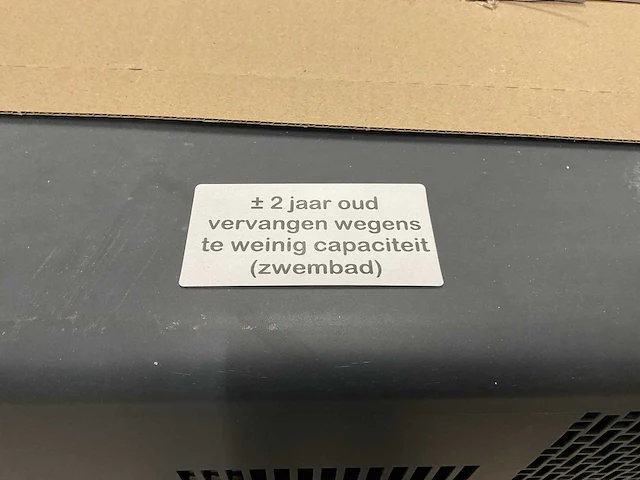 ± 2 jaar oud
vervangen wegens
te weinig capaciteit
(zwembad)